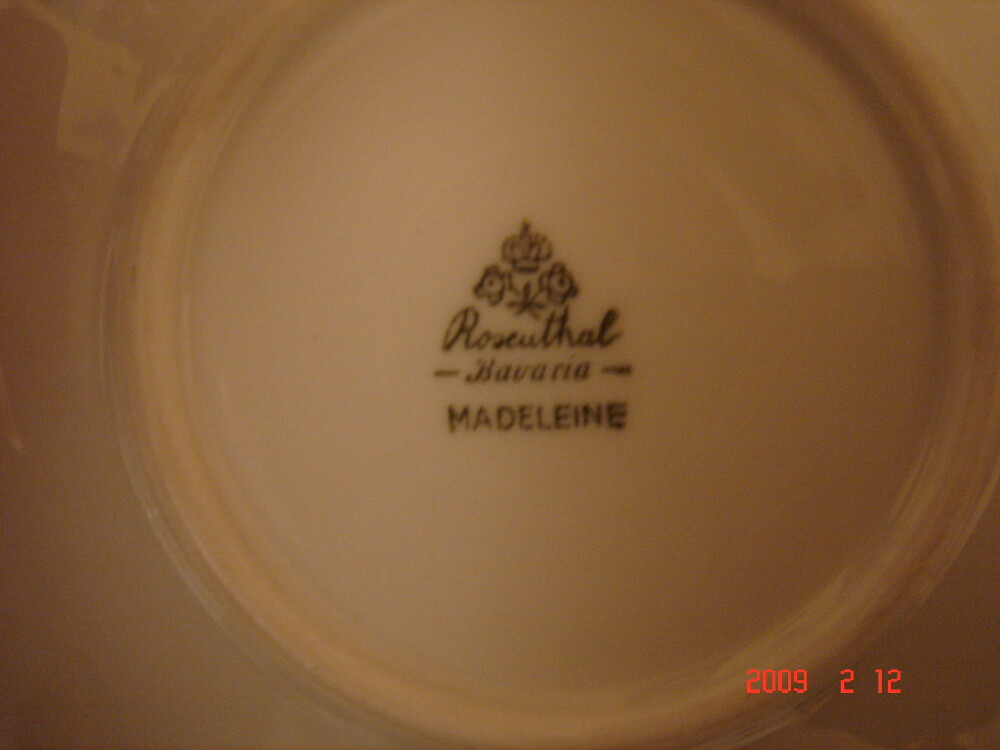 Rosenthal
- Bavaria -
MADELEINE
2009 2 12